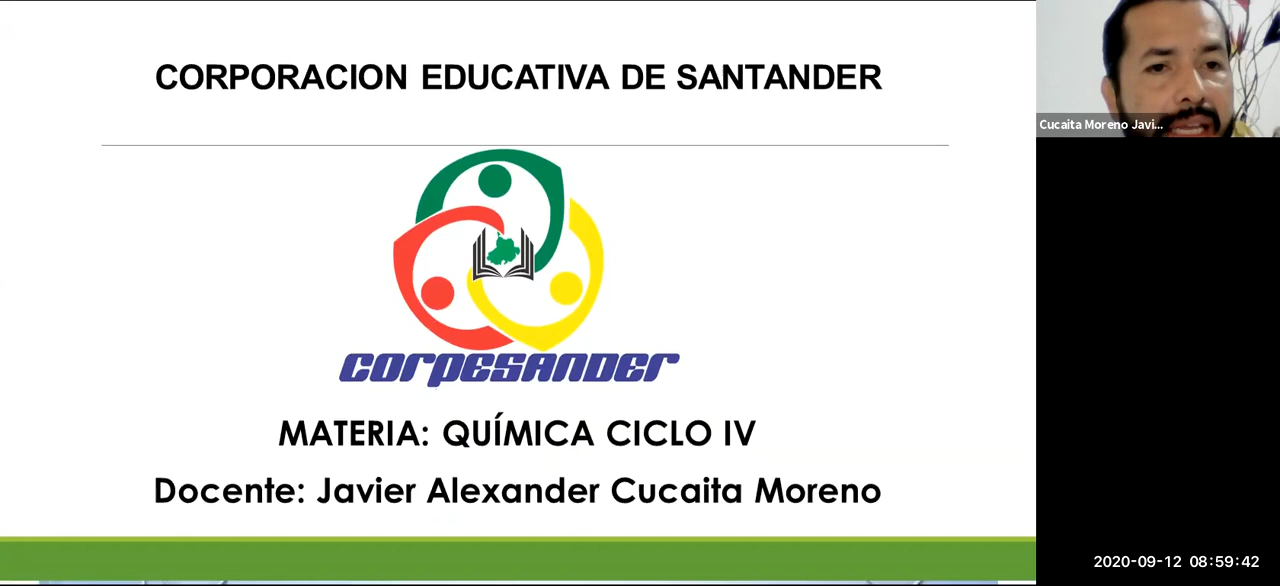 CORPORACION EDUCATIVA DE SANTANDER
CORPESANDER
MATERIA: QUÍMICA CICLO IV
Docente: Javier Alexander Cucaita Moreno
Cucaita Moreno Javi...
2020-09-12 08:59:42